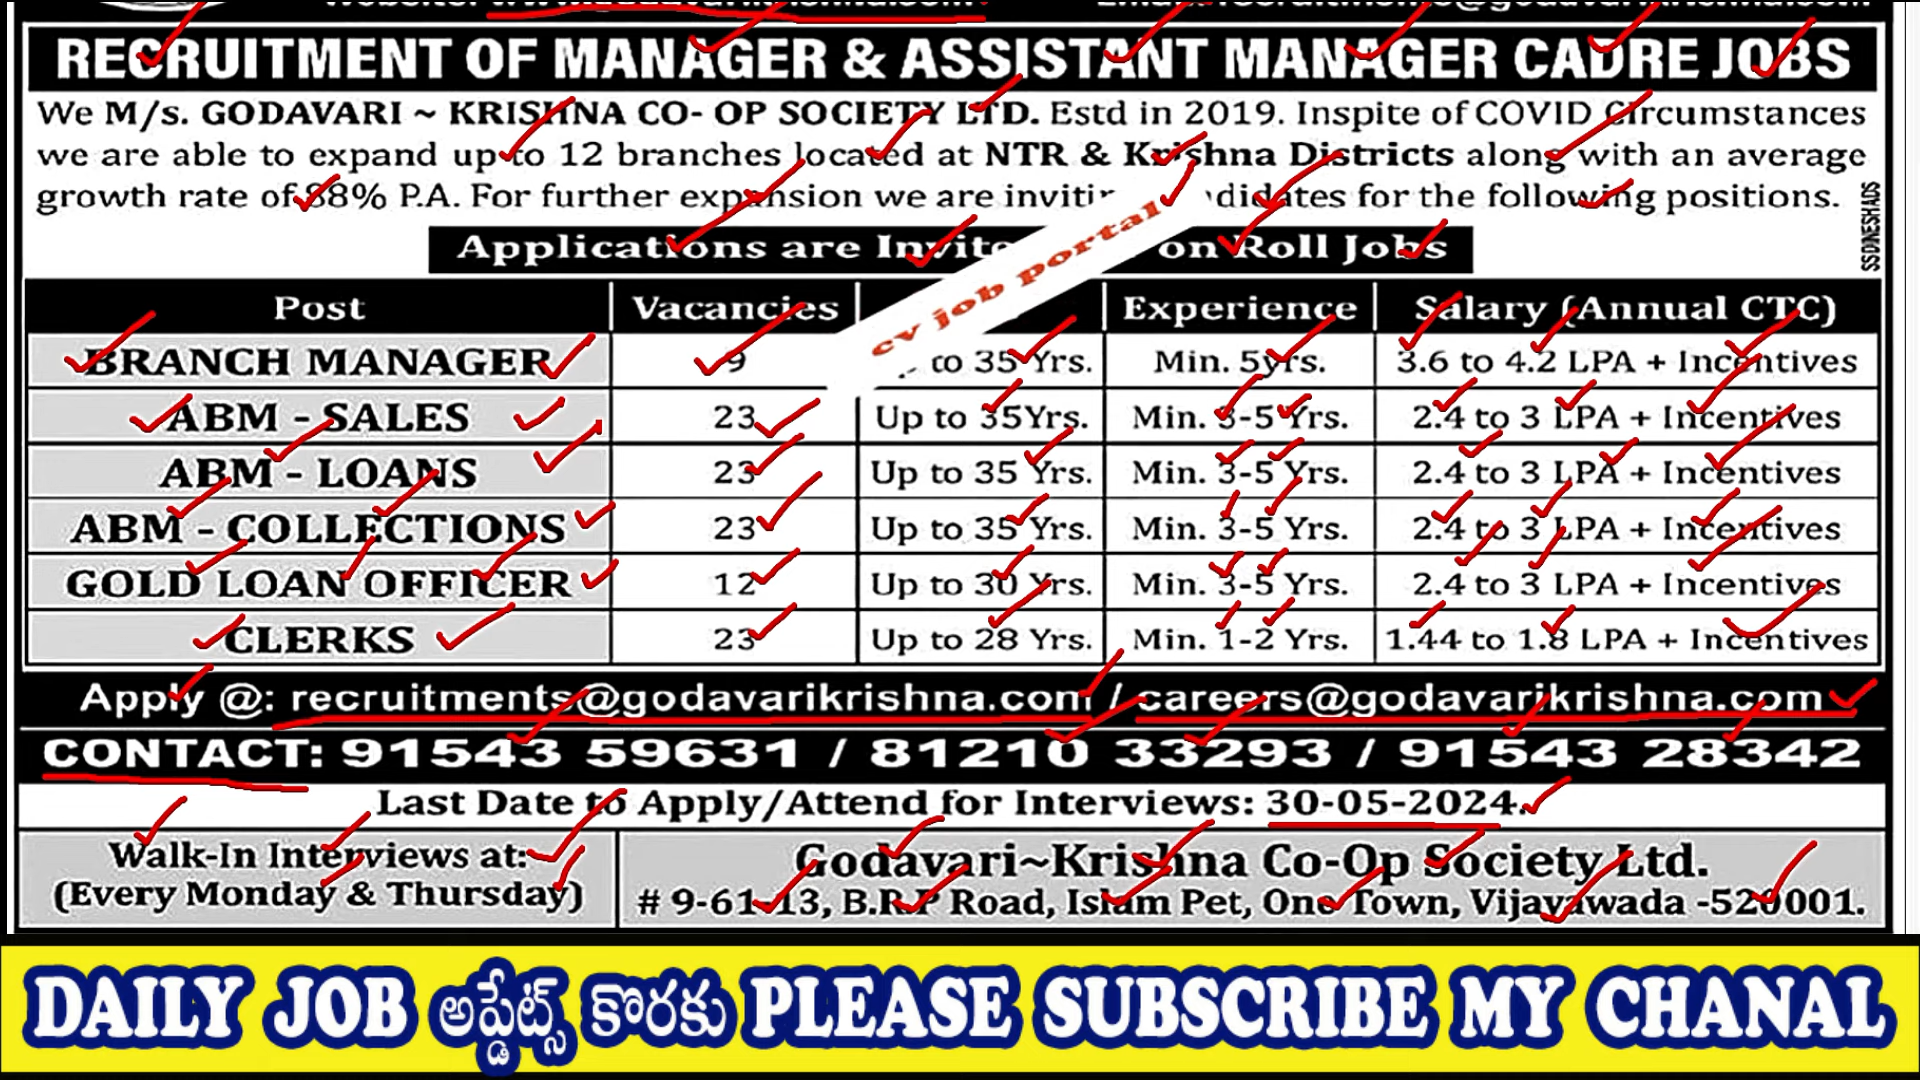 RECRUITMENT OF MANAGER & ASSISTANT MANAGER CADRE JOBS
We M/s. GODAVARI ~ KRISHNA CO- OP SOCIETY LTD. Estd in 2019. Inspite of COVID Circumstances
we are able to expand up to 12 branches located at NTR & Krishna Districts along with an average
growth rate of 88% P.A. For further expansion we are for the following positions.
SS DINESH ADS
Applications are on Roll Jobs
cv job portal
Post Vacancies Experience Salary (Annual CTC)
BRANCH MANAGER 9 to 35 Yrs. Min. 5yrs. 3.6 to 4.2 LPA + Incentives
ABM - SALES 23 Up to 35Yrs. Min. 3-5 Yrs. 2.4 to 3 LPA + Incentives
ABM - LOANS 23 Up to 35 Yrs. Min. 3-5 Yrs. 2.4 to 3 LPA + Incentives
ABM - COLLECTIONS 23 Up to 35 Yrs. Min. 3-5 Yrs. 2.4 to 3 LPA + Incentives
GOLD LOAN OFFICER 12 Up to 30 Yrs. Min. 3-5 Yrs. 2.4 to 3 LPA + Incentives
CLERKS 23 Up to 28 Yrs. Min. 1-2 Yrs. 1.44 to 1.8 LPA + Incentives
Apply @: recruitments@godavarikrishna.com / careers@godavarikrishna.com
CONTACT: 91543 59631 / 81210 33293 / 91543 28342
Last Date to Apply/Attend for Interviews: 30-05-2024.
Walk-In Interviews at:
(Every Monday & Thursday)
Godavari~Krishna Co-Op Society Ltd.
# 9-61-13, B.R.P Road, Islam Pet, One Town, Vijayawada -520001.
DAILY JOB అప్డేట్స్ కొరకు PLEASE SUBSCRIBE MY CHANAL